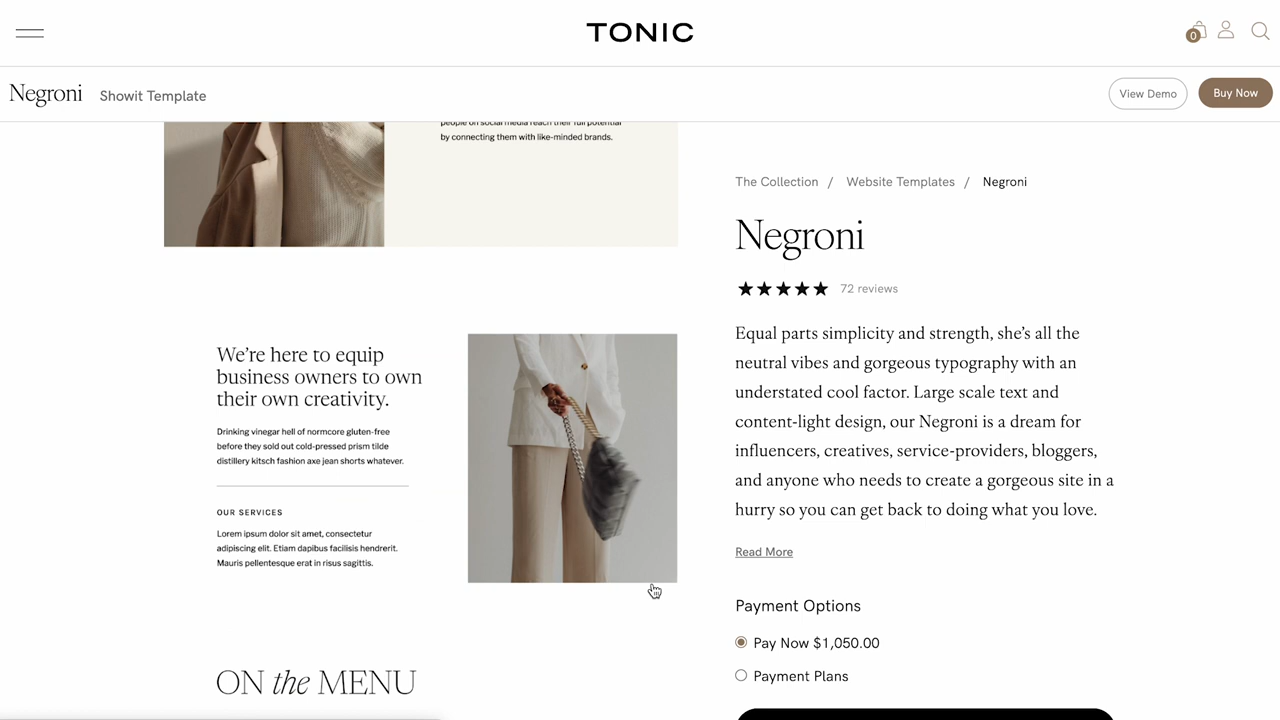 TONIC
0
Negroni Showit Template
View Demo
Buy Now
people on social media reach their full potential
by connecting them with like-minded brands.
We're here to equip
business owners to own
their own creativity.
Drinking vinegar hell of normcore gluten-free
before they sold out cold-pressed prism tilde
distillery kitsch fashion axe jean shorts whatever.
OUR SERVICES
Lorem ipsum dolor sit amet, consectetur
adipiscing elit. Etiam dapibus facilisis hendrerit.
Mauris pellentesque erat in risus sagittis.
ON the MENU
The Collection / Website Templates / Negroni
Negroni
★★★★★ 72 reviews
Equal parts simplicity and strength, she's all the
neutral vibes and gorgeous typography with an
understated cool factor. Large scale text and
content-light design, our Negroni is a dream for
influencers, creatives, service-providers, bloggers,
and anyone who needs to create a gorgeous site in a
hurry so you can get back to doing what you love.
Read More
Payment Options
Pay Now $1,050.00
Payment Plans